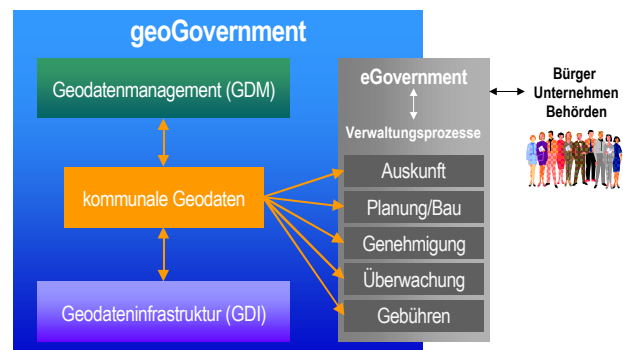 geoGovernment
Geodatenmanagement (GDM)
kommunale Geodaten
Geodateninfrastruktur (GDI)
eGovernment
Verwaltungsprozesse
Auskunft
Planung/Bau
Genehmigung
Überwachung
Gebühren
Bürger
Unternehmen
Behörden